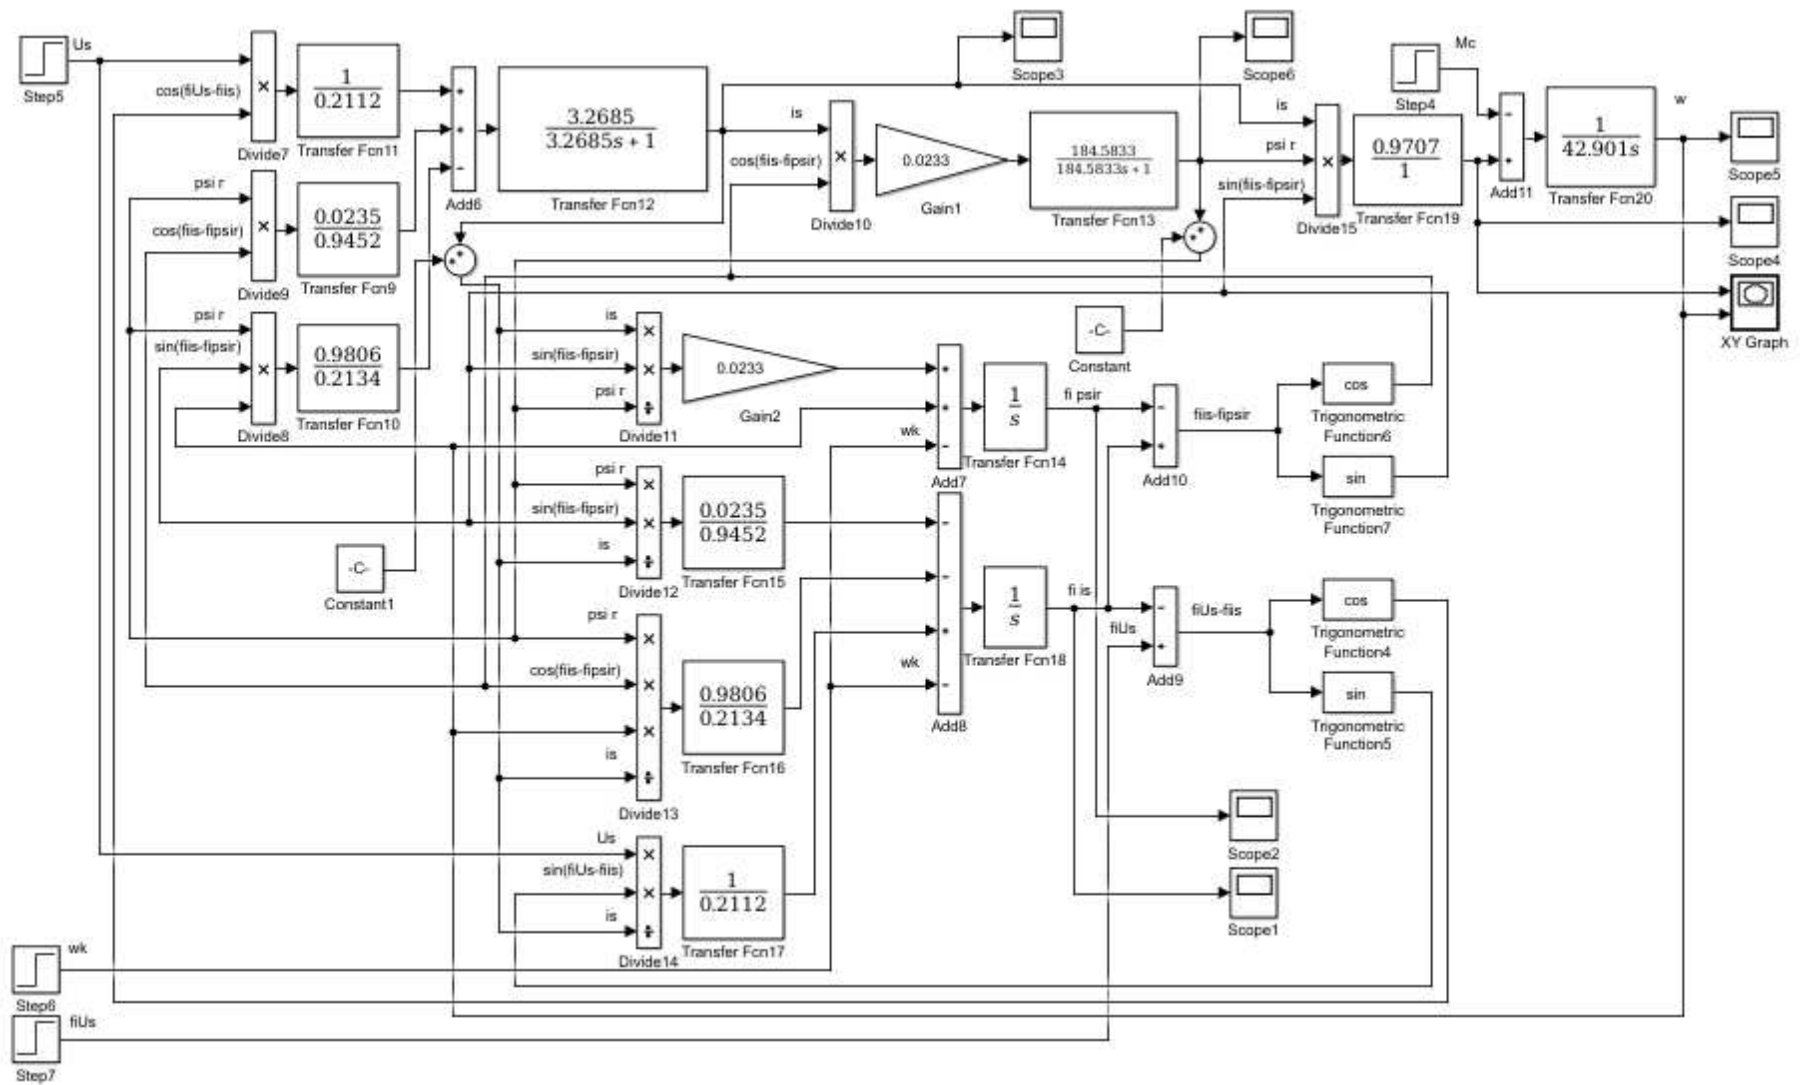 Us
Step5
cos(fiUs-fiis)
×
Divide7
1
0.2112
Transfer Fcn11
+
+
-
Add6
3.2685
3.2685s + 1
Transfer Fcn12
Scope3
is
cos(fiis-fipsir)
×
Divide10
0.0233
Gain1
184.5833
184.5833s + 1
Transfer Fcn13
Scope6
is
psi r
sin(fiis-fipsir)
×
Divide15
0.9707
1
Transfer Fcn19
Mc
Step4
-
+
Add11
1
42.901s
Transfer Fcn20
w
Scope5
Scope4
XY Graph
psi r
cos(fiis-fipsir)
×
Divide9
0.0235
0.9452
Transfer Fcn9
psi r
sin(fiis-fipsir)
×
Divide8
0.9806
0.2134
Transfer Fcn10
+ +
+ +
-C-
Constant
-C-
Constant1
is
×
sin(fiis-fipsir)
×
psi r
÷
Divide11
0.0233
Gain2
+
+
wk
-
Add7
1
s
Transfer Fcn14
fi psir
-
+
Add10
fiis-fipsir
cos
Trigonometric
Function6
sin
Trigonometric
Function7
psi r
×
sin(fiis-fipsir)
×
is
÷
Divide12
0.0235
0.9452
Transfer Fcn15
-
-
+
wk
-
Add8
1
s
Transfer Fcn18
fi is
fiUs
-
+
Add9
fiUs-fiis
cos
Trigonometric
Function4
sin
Trigonometric
Function5
psi r
×
cos(fiis-fipsir)
×
×
is
÷
Divide13
0.9806
0.2134
Transfer Fcn16
Us
×
sin(fiUs-fiis)
×
is
÷
Divide14
1
0.2112
Transfer Fcn17
Scope2
Scope1
wk
Step6
fiUs
Step7